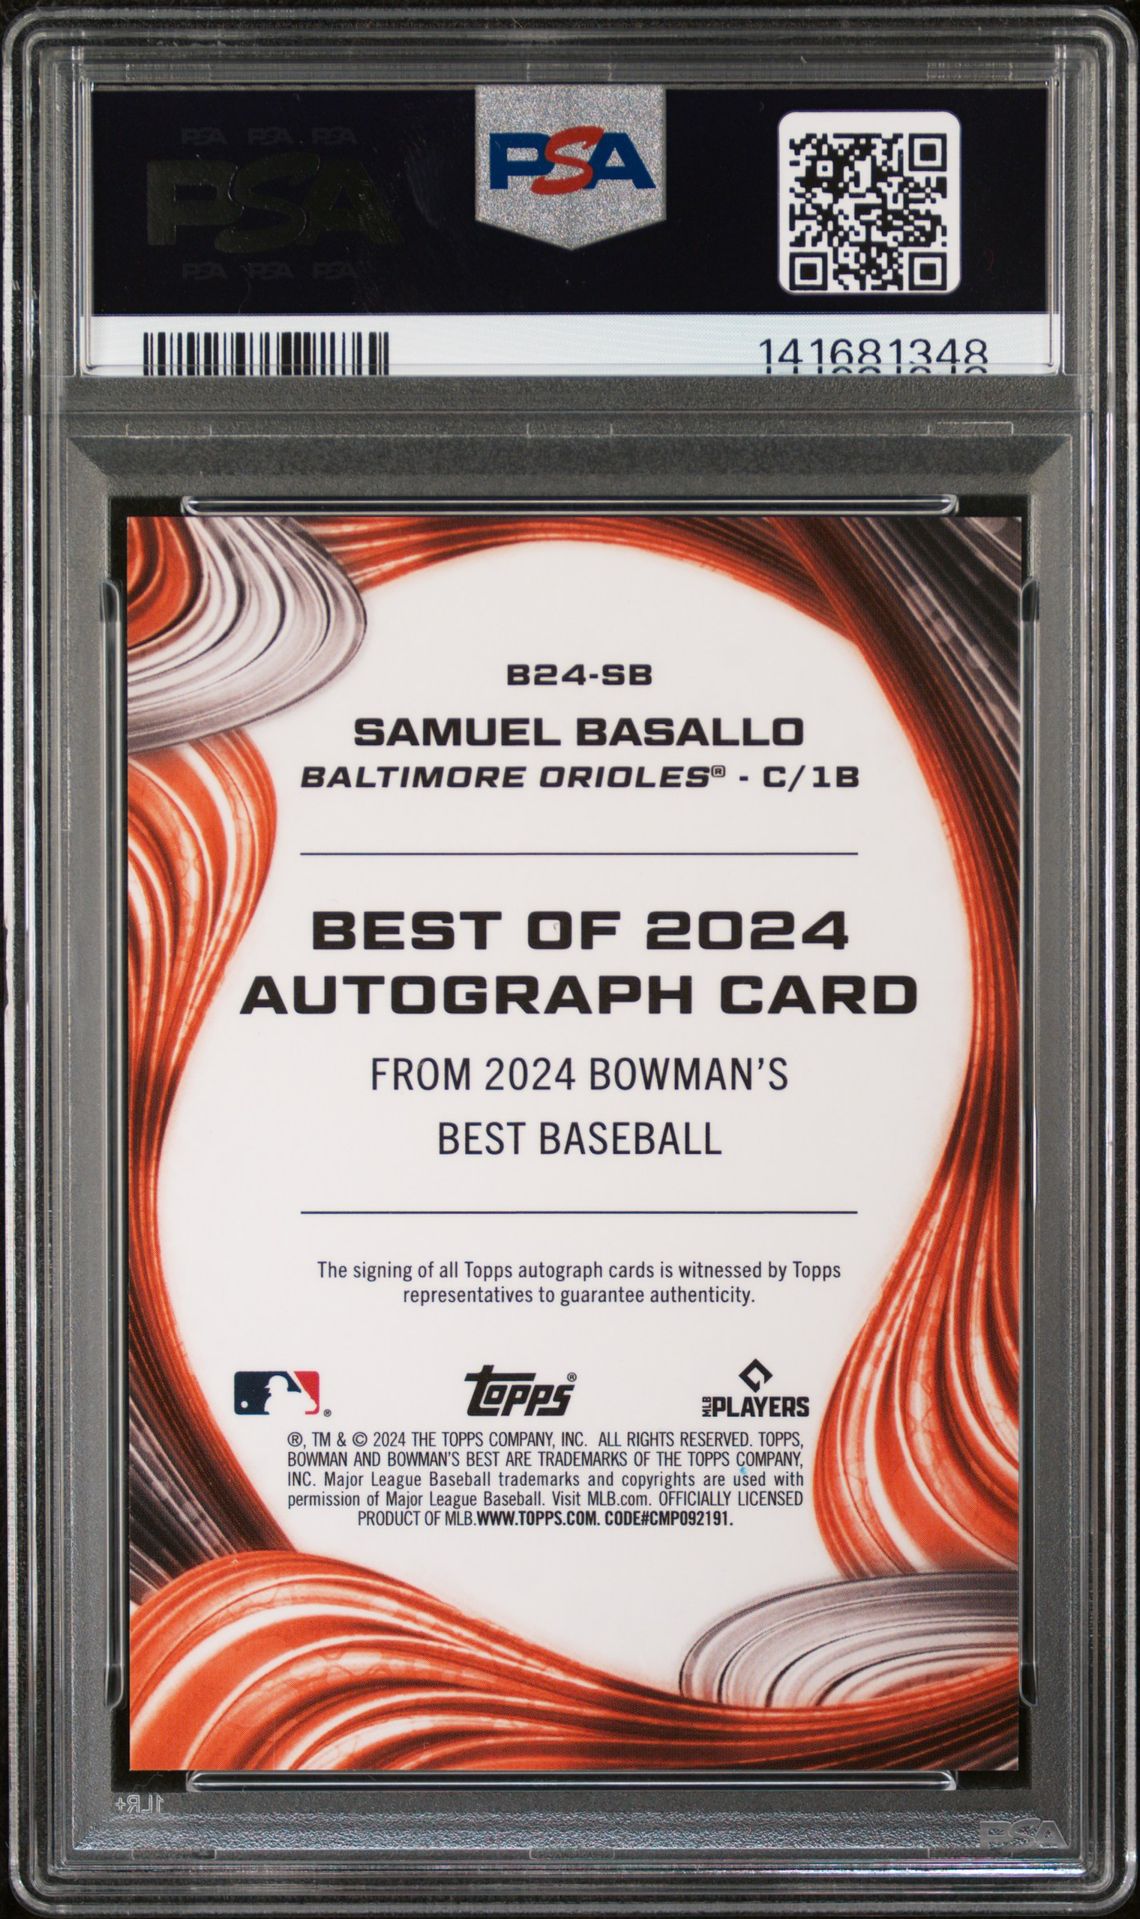 PSA PSA PSA
PSA
PSA PSA PSA
PSA
141681348
B24-SB
SAMUEL BASALLO
BALTIMORE ORIOLES® - C/1B
BEST OF 2024
AUTOGRAPH CARD
FROM 2024 BOWMAN'S
BEST BASEBALL
The signing of all Topps autograph cards is witnessed by Topps
representatives to guarantee authenticity.
®
topps®
MLB PLAYERS
®, TM & © 2024 THE TOPPS COMPANY, INC. ALL RIGHTS RESERVED. TOPPS,
BOWMAN AND BOWMAN'S BEST ARE TRADEMARKS OF THE TOPPS COMPANY,
INC. Major League Baseball trademarks and copyrights are used with
permission of Major League Baseball. Visit MLB.com. OFFICIALLY LICENSED
PRODUCT OF MLB.WWW.TOPPS.COM. CODE#CMP092191.
1LR+
PSA